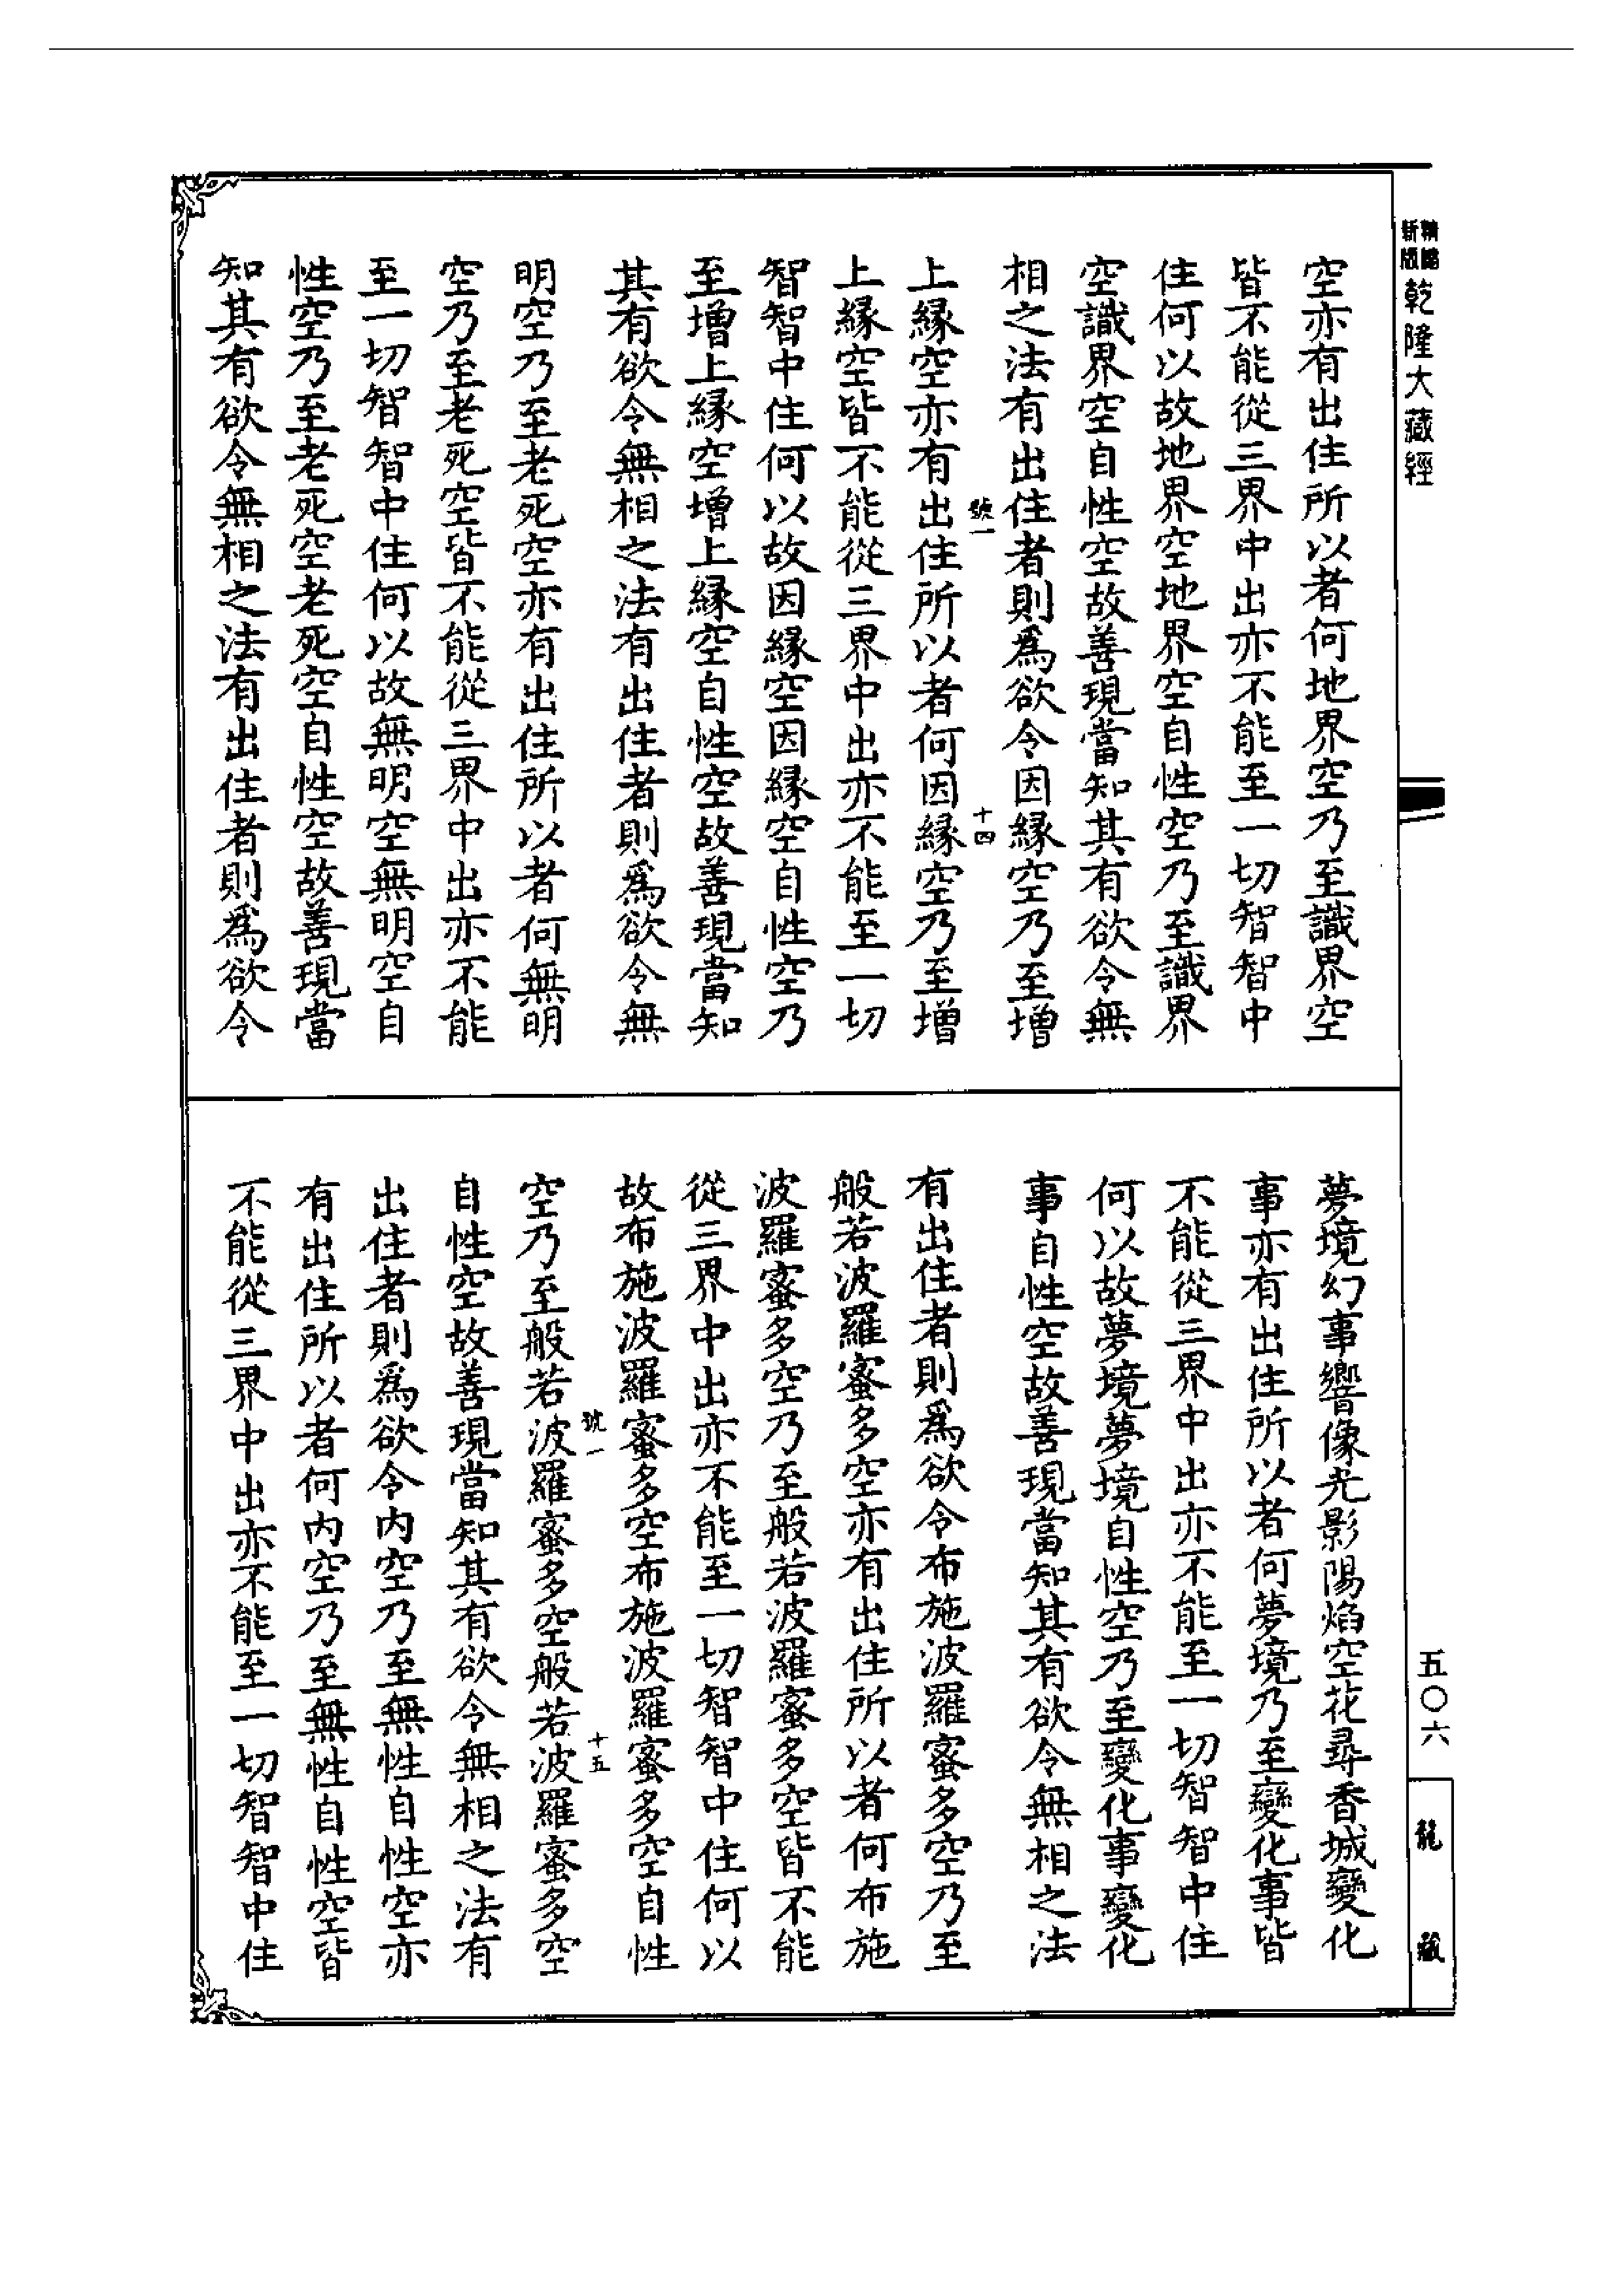 新版
精縮
乾隆大藏經
空亦有出住所以者何地界空乃至識界空
皆不能從三界中出亦不能至一切智智中
住何以故地界空地界空自性空乃至識界
空識界空自性空故善現當知其有欲令無
相之法有出住者則爲欲令因緣空乃至增
號一
十四
上緣空亦有出住所以者何因緣空乃至增
上緣空皆不能從三界中出亦不能至一切
智智中住何以故因緣空因緣空自性空乃
至增上緣空增上緣空自性空故善現當知
其有欲令無相之法有出住者則爲欲令無
明空乃至老死空亦有出住所以者何無明
空乃至老死空皆不能從三界中出亦不能
至一切智智中住何以故無明空無明空自
性空乃至老死空老死空自性空故善現當
知其有欲令無相之法有出住者則爲欲令
夢境幻事響像光影陽焰空花尋香城變化
事亦有出住所以者何夢境乃至變化事皆
不能從三界中出亦不能至一切智智中住
何以故夢境夢境自性空乃至變化事變化
事自性空故善現當知其有欲令無相之法
有出住者則爲欲令布施波羅蜜多空乃至
般若波羅蜜多空亦有出住所以者何布施
波羅蜜多空乃至般若波羅蜜多空皆不能
從三界中出亦不能至一切智智中住何以
故布施波羅蜜多空布施波羅蜜多空自性
號一
十五
空乃至般若波羅蜜多空般若波羅蜜多空
自性空故善現當知其有欲令無相之法有
出住者則爲欲令內空乃至無性自性空亦
有出住所以者何內空乃至無性自性空皆
不能從三界中出亦不能至一切智智中住
五〇六
龍藏